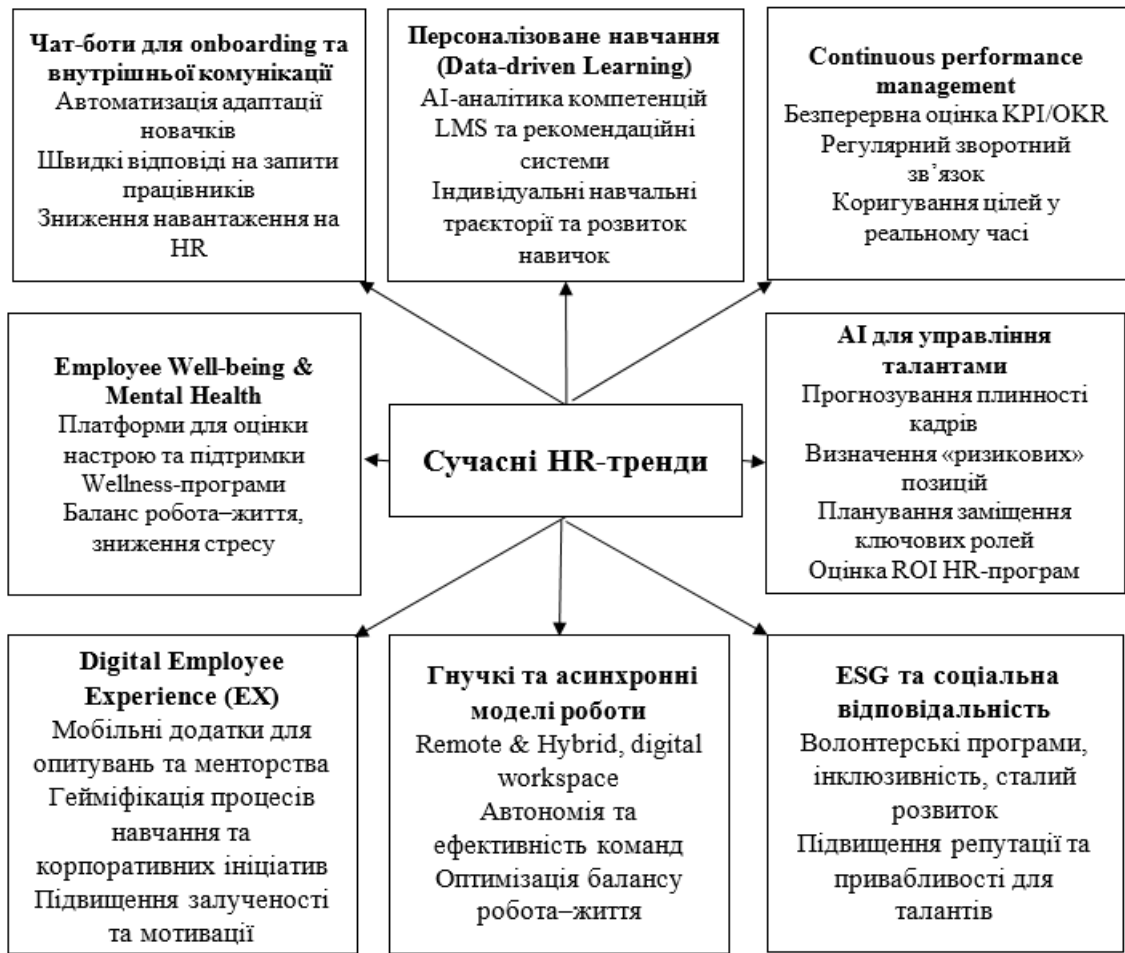 Чат-боти для onboarding та
внутрішньої комунікації
Автоматизація адаптації
новачків
Швидкі відповіді на запити
працівників
Зниження навантаження на
HR
Персоналізоване навчання
(Data-driven Learning)
AI-аналітика компетенцій
LMS та рекомендаційні
системи
Індивідуальні навчальні
траєкторії та розвиток
навичок
Continuous performance
management
Безперервна оцінка KPI/OKR
Регулярний зворотний
зв’язок
Коригування цілей у
реальному часі
Employee Well-being &
Mental Health
Платформи для оцінки
настрою та підтримки
Wellness-програми
Баланс робота–життя,
зниження стресу
Сучасні HR-тренди
AI для управління
талантами
Прогнозування плинності
кадрів
Визначення «ризикових»
позицій
Планування заміщення
ключових ролей
Оцінка ROI HR-програм
Digital Employee
Experience (EX)
Мобільні додатки для
опитувань та менторства
Гейміфікація процесів
навчання та
корпоративних ініціатив
Підвищення залученості
та мотивації
Гнучкі та асинхронні
моделі роботи
Remote & Hybrid, digital
workspace
Автономія та
ефективність команд
Оптимізація балансу
робота–життя
ESG та соціальна
відповідальність
Волонтерські програми,
інклюзивність, сталий
розвиток
Підвищення репутації та
привабливості для
талантів